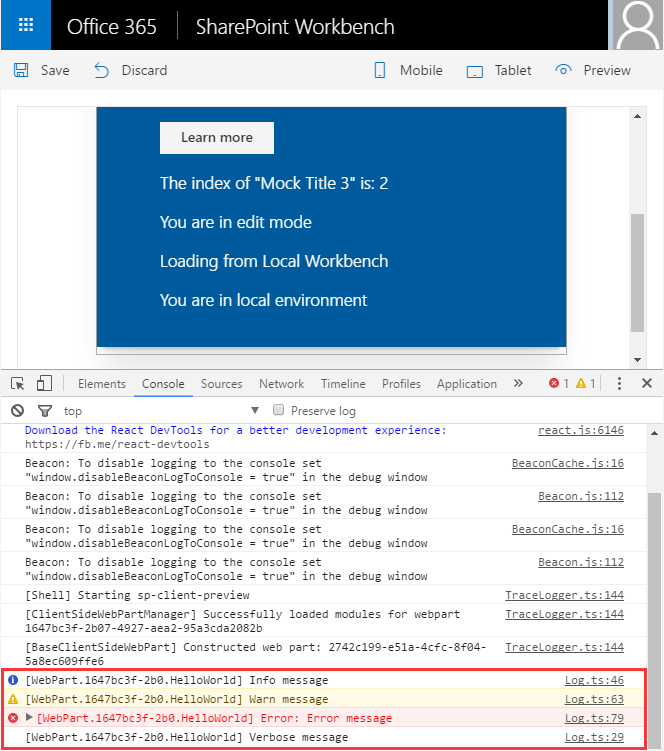 Office 365 SharePoint Workbench
Save Discard Mobile Tablet Preview
Learn more
The index of "Mock Title 3" is: 2
You are in edit mode
Loading from Local Workbench
You are in local environment
Elements Console Sources Network Timeline Profiles Application » 1 1
top Preserve log
Download the React DevTools for a better development experience: react.js:6146
https://fb.me/react-devtools
Beacon: To disable logging to the console set BeaconCache.js:16
"window.disableBeaconLogToConsole = true" in the debug window
Beacon: To disable logging to the console set Beacon.js:112
"window.disableBeaconLogToConsole = true" in the debug window
Beacon: To disable logging to the console set BeaconCache.js:16
"window.disableBeaconLogToConsole = true" in the debug window
Beacon: To disable logging to the console set Beacon.js:112
"window.disableBeaconLogToConsole = true" in the debug window
[Shell] Starting sp-client-preview TraceLogger.ts:144
[ClientSideWebPartManager] Successfully loaded modules for webpart TraceLogger.ts:144
1647bc3f-2b07-4927-aea2-95a3cda2082b
[BaseClientSideWebPart] Constructed web part: 2742c199-e51a-4cfc-8f04- TraceLogger.ts:144
5a8ec609ffe6
[WebPart.1647bc3f-2b0.HelloWorld] Info message Log.ts:46
[WebPart.1647bc3f-2b0.HelloWorld] Warn message Log.ts:63
[WebPart.1647bc3f-2b0.HelloWorld] Error: Error message Log.ts:79
[WebPart.1647bc3f-2b0.HelloWorld] Verbose message Log.ts:29